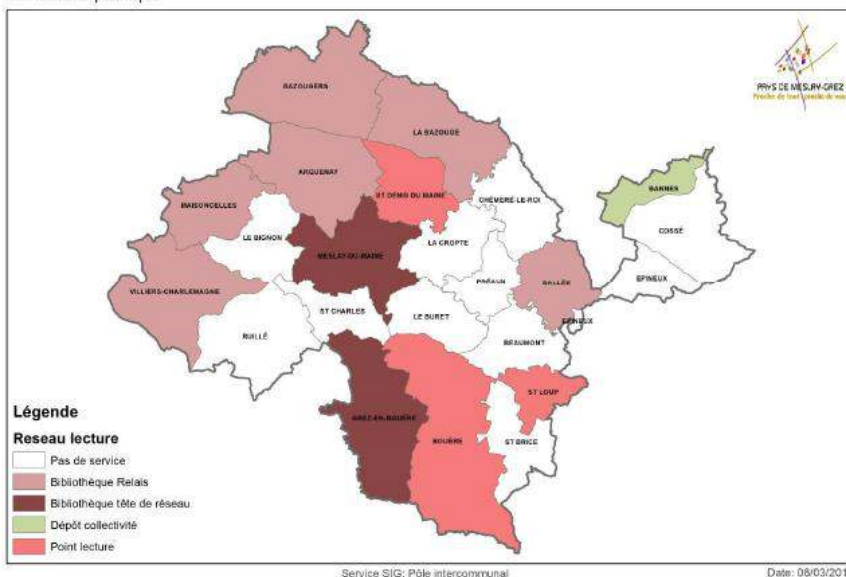 PAYS DE MESLAY-GREZ
BAZOUGERS
LA BAZOUGE
ARQUENAY
ST DENIS DU MAINE
BANNES
MAISONCELLES
CHÉMERÉ-LE-ROI
COSSÉ
LE BIGNON
LA CROPTE
MESLAY-DU-MAINE
EPINEUX
PRÉAUX
BALLÉE
VILLIERS-CHARLEMAGNE
ST CHARLES
LE BURET
EPINEUX
RUILLÉ
BEAUMONT
ST LOUP
GREZ-EN-BOUÈRE
BOUÈRE
ST BRICE
Légende
Reseau lecture
Pas de service
Bibliothèque Relais
Bibliothèque tête de réseau
Dépôt collectivité
Point lecture
Service SIG: Pôle intercommunal